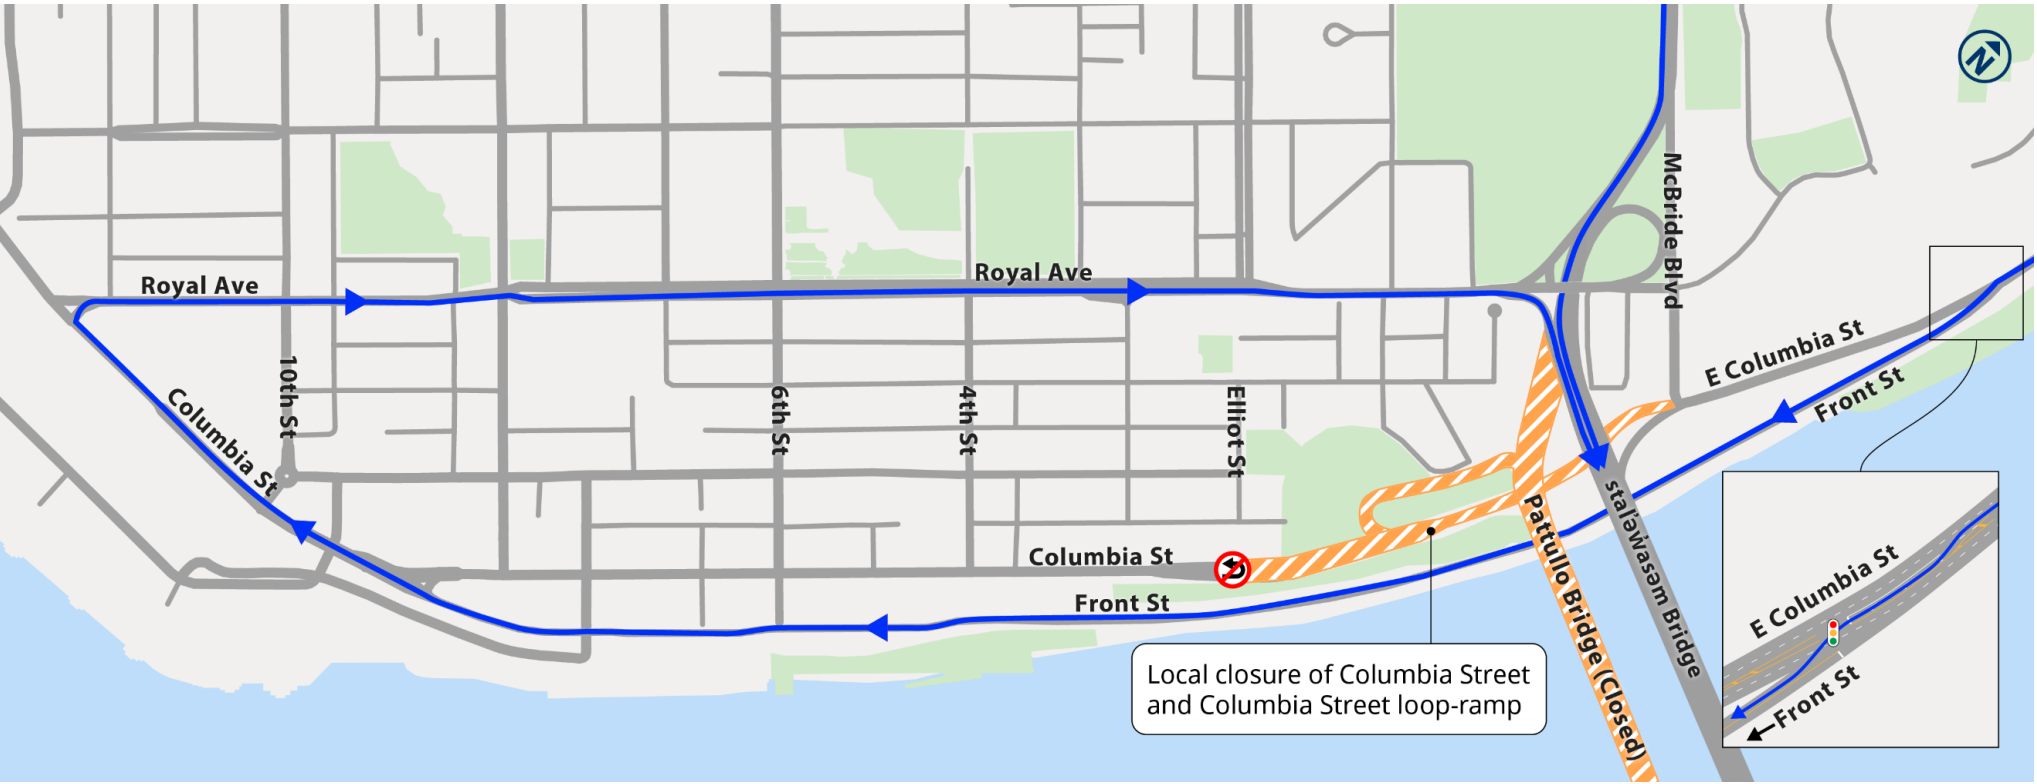 N
McBride Blvd
Royal Ave
Royal Ave
E Columbia St
Front St
10th St
Columbia St
6th St
4th St
Elliot St
Columbia St
Front St
Pattullo Bridge (Closed)
stal̓əw̓asəm Bridge
Local closure of Columbia Street
and Columbia Street loop-ramp
E Columbia St
Front St